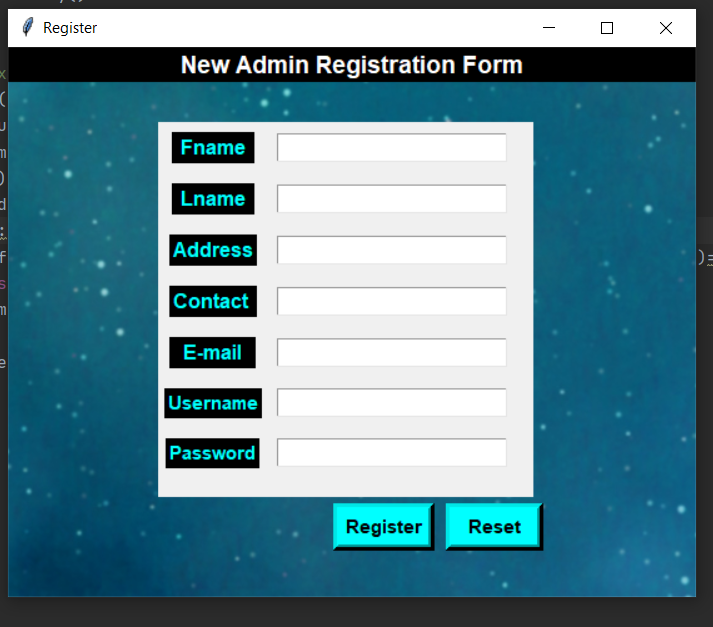 Register
New Admin Registration Form
Fname
Lname
Address
Contact
E-mail
Username
Password
Register Reset